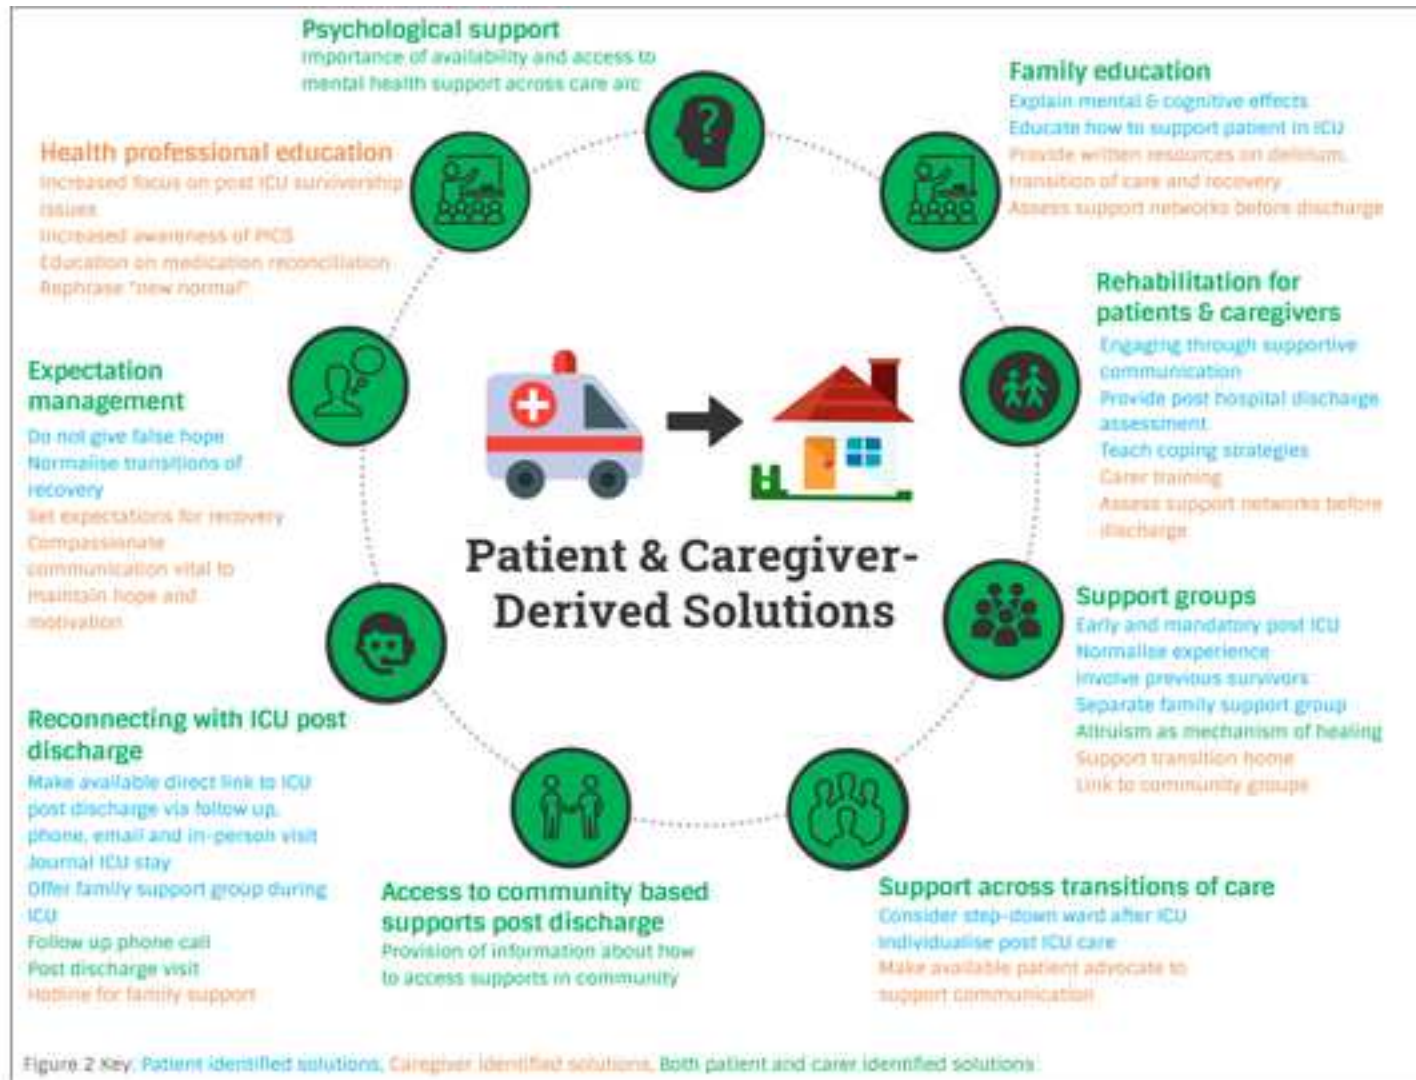 Psychological support
Importance of availability and access to
mental health support across care arc
Family education
Explain mental & cognitive effects
Educate how to support patient in ICU
Provide written resources on delirium,
transition of care and recovery
Assess support networks before discharge
Health professional education
Increased focus on post ICU survivorship
issues
Increased awareness of PICS
Education on medication reconciliation
Rephrase "new normal"
Rehabilitation for
patients & caregivers
Engaging through supportive
communication
Provide post hospital discharge
assessment
Teach coping strategies
Carer training
Assess support networks before
discharge
Expectation
management
Do not give false hope
Normalise transitions of
recovery
Set expectations for recovery
Compassionate
communication vital to
maintain hope and
motivation
Patient & Caregiver-
Derived Solutions
Support groups
Early and mandatory post ICU
Normalise experience
Involve previous survivors
Separate family support group
Altruism as mechanism of healing
Support transition home
Link to community groups
Reconnecting with ICU post
discharge
Make available direct link to ICU
post discharge via follow up,
phone, email and in-person visit
Journal ICU stay
Offer family support group during
ICU
Follow up phone call
Post discharge visit
Hotline for family support
Access to community based
supports post discharge
Provision of information about how
to access supports in community
Support across transitions of care
Consider step-down ward after ICU
Individualise post ICU care
Make available patient advocate to
support communication
Figure 2 Key: Patient identified solutions, Caregiver identified solutions, Both patient and carer identified solutions